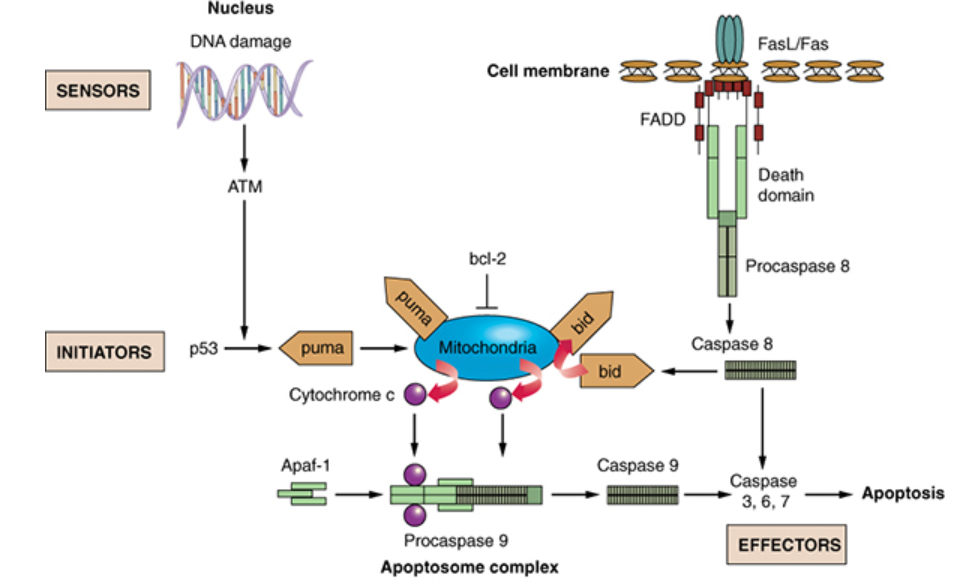 Nucleus
DNA damage
SENSORS
Cell membrane
FasL/Fas
FADD
ATM
Death
domain
Procaspase 8
bcl-2
puma
bid
INITIATORS
p53
puma
Mitochondria
Caspase 8
bid
Cytochrome c
Apaf-1
Caspase 9
Caspase
3, 6, 7
Apoptosis
Procaspase 9
EFFECTORS
Apoptosome complex